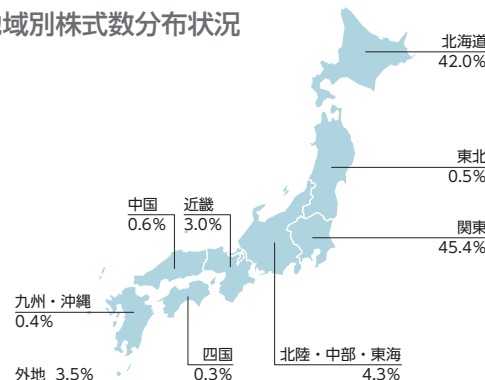 域別株式数分布状況
北海道
42.0%
東北
0.5%
中国
0.6%
近畿
3.0%
関東
45.4%
九州・沖縄
0.4%
四国
0.3%
北陸・中部・東海
4.3%
外地 3.5%